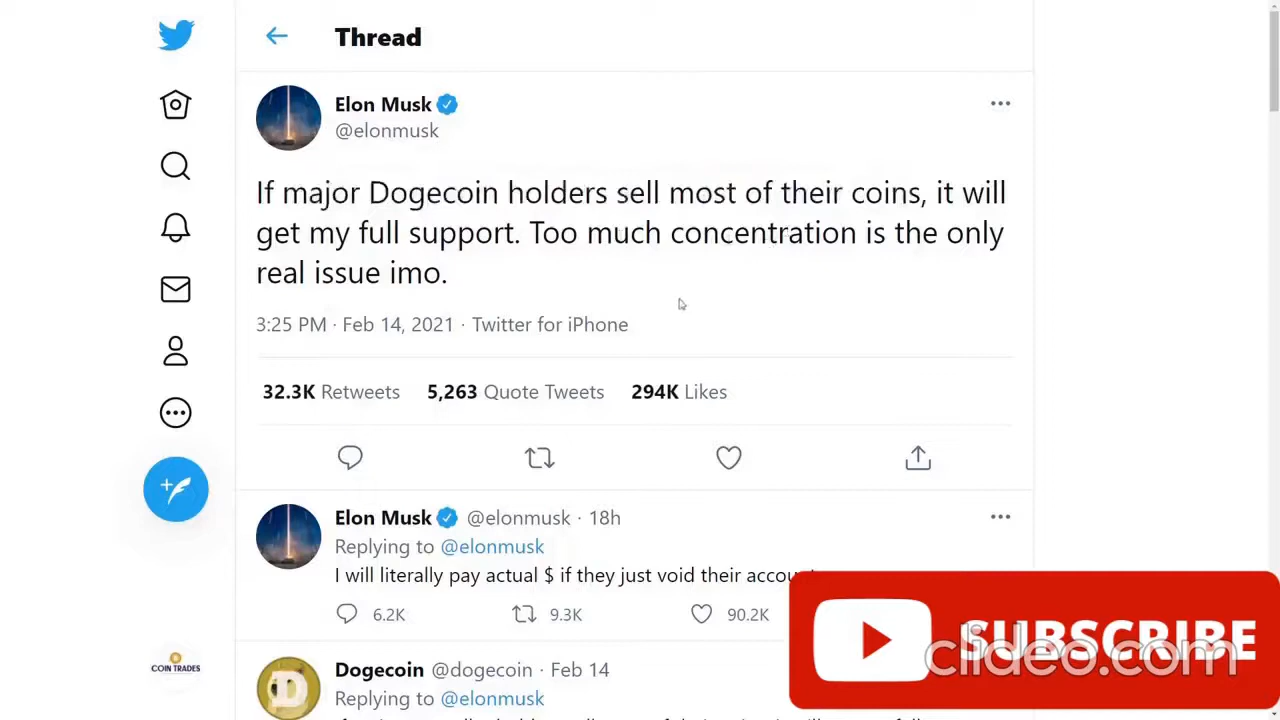 Thread
Elon Musk
@elonmusk
If major Dogecoin holders sell most of their coins, it will
get my full support. Too much concentration is the only
real issue imo.
3:25 PM · Feb 14, 2021 · Twitter for iPhone
32.3K Retweets 5,263 Quote Tweets 294K Likes
Elon Musk @elonmusk · 18h
Replying to @elonmusk
I will literally pay actual $ if they just void their
6.2K 9.3K 90.2K
SUBSCRIBE
clideo.com
COIN TRADES
Dogecoin @dogecoin · Feb 14
Replying to @elonmusk